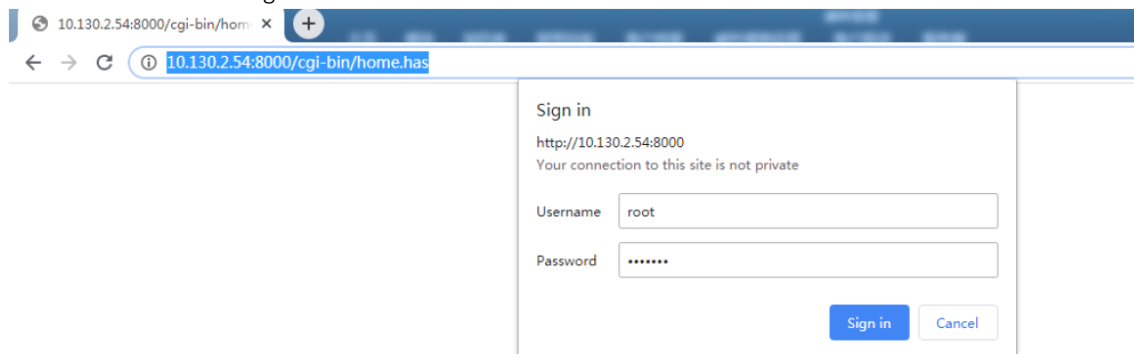 10.130.2.54:8000/cgi-bin/hom
10.130.2.54:8000/cgi-bin/home.has
Sign in
http://10.130.2.54:8000
Your connection to this site is not private
Username root
Password •••••••
Sign in Cancel